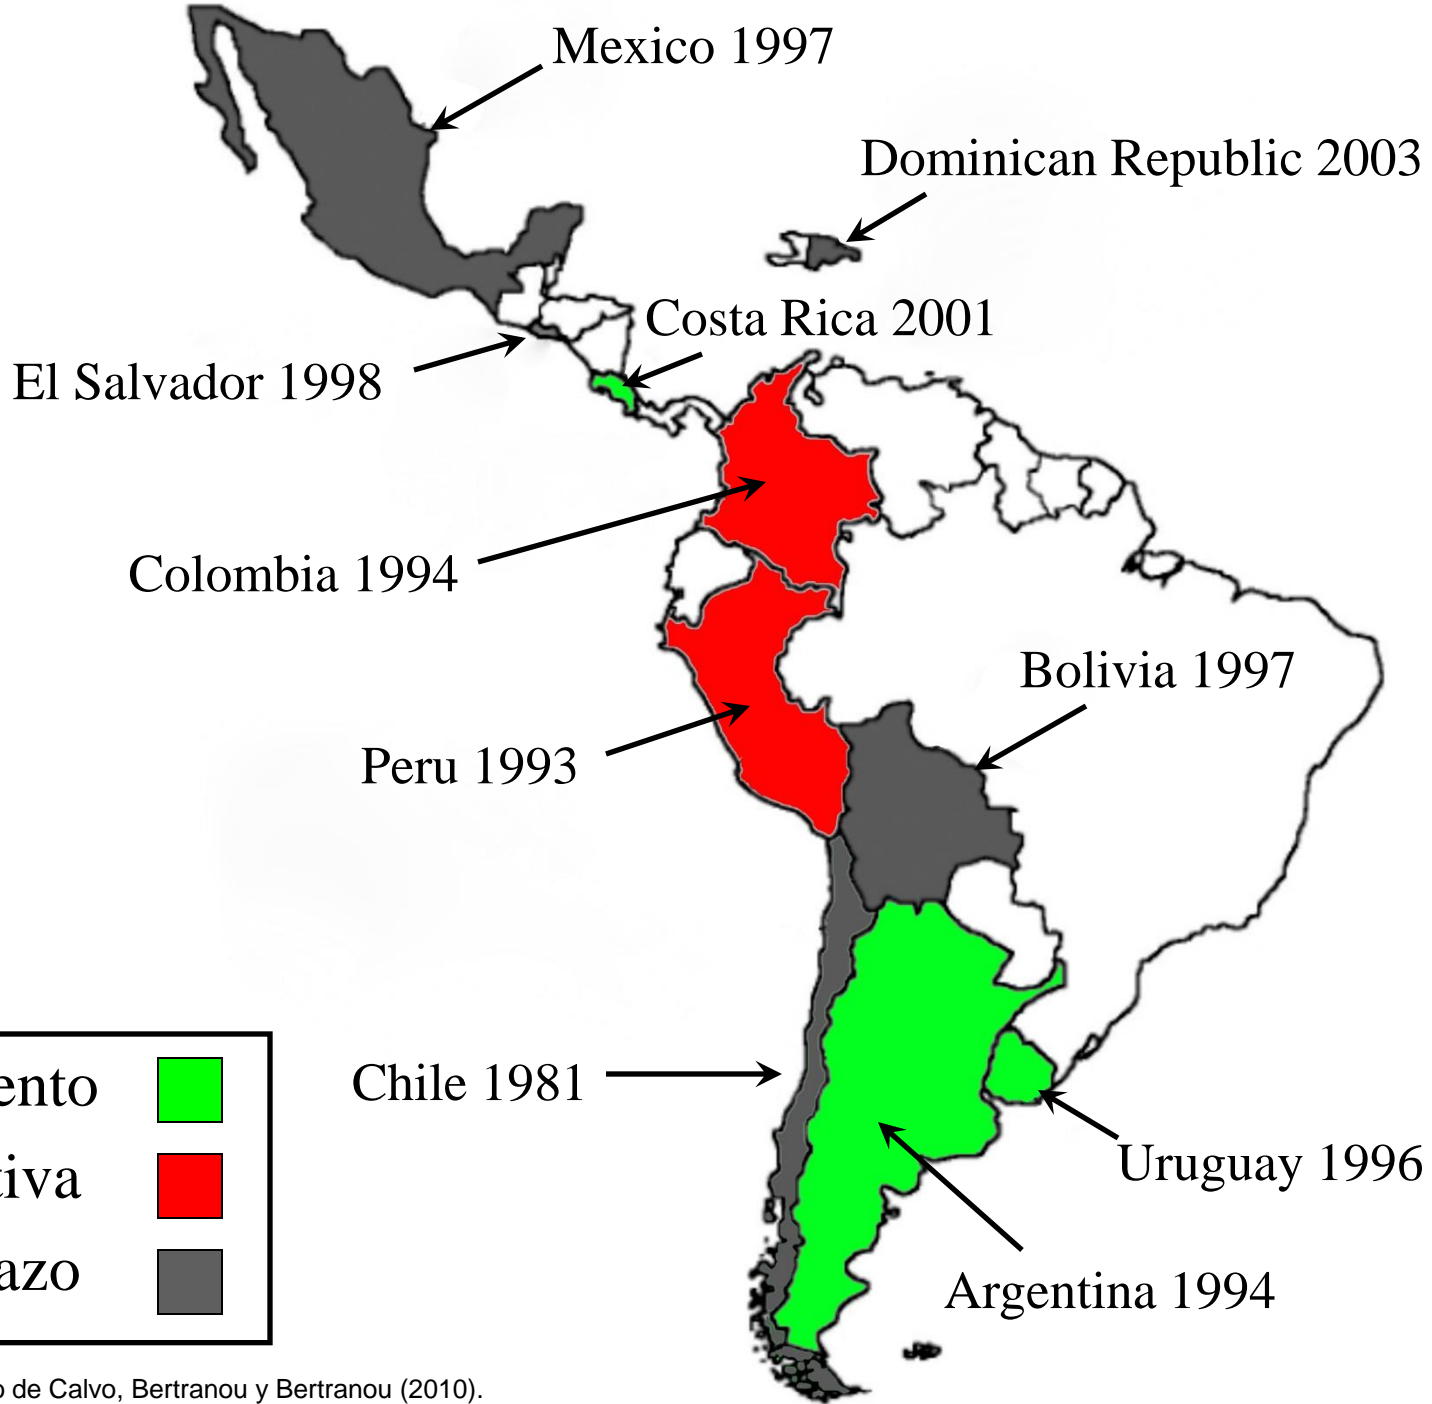 Mexico 1997
Dominican Republic 2003
Costa Rica 2001
El Salvador 1998
Colombia 1994
Bolivia 1997
Peru 1993
Chile 1981
Uruguay 1996
Argentina 1994
ento
tiva
azo
o de Calvo, Bertranou y Bertranou (2010).